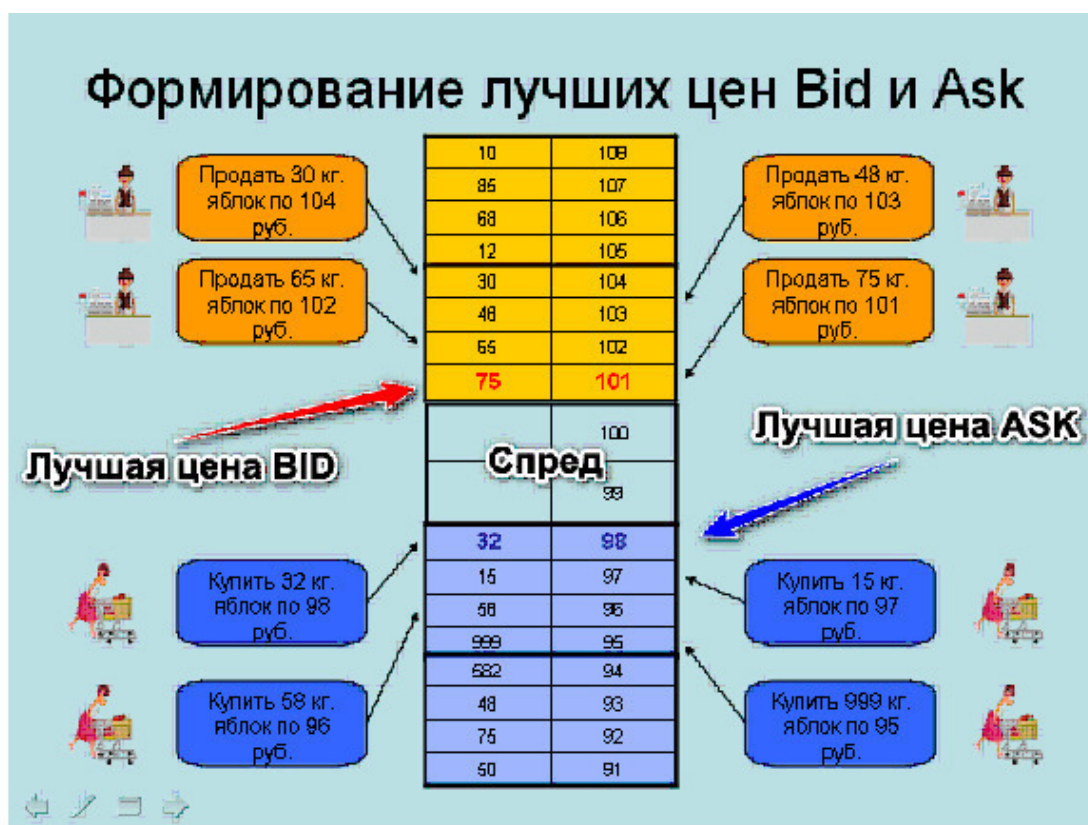 Формирование лучших цен Bid и Ask
Продать 30 кг.
яблок по 104
руб.
Продать 65 кг.
яблок по 102
руб.
Лучшая цена BID
10 109
85 107
68 106
12 105
30 104
48 103
65 102
75 101
100
Спред
99
32 98
15 97
58 96
999 95
582 94
48 93
75 92
50 91
Продать 48 кг.
яблок по 103
руб.
Продать 75 кг.
яблок по 101
руб.
Лучшая цена ASK
Купить 32 кг.
яблок по 98
руб.
Купить 58 кг.
яблок по 96
руб.
Купить 15 кг.
яблок по 97
руб.
Купить 999 кг.
яблок по 95
руб.